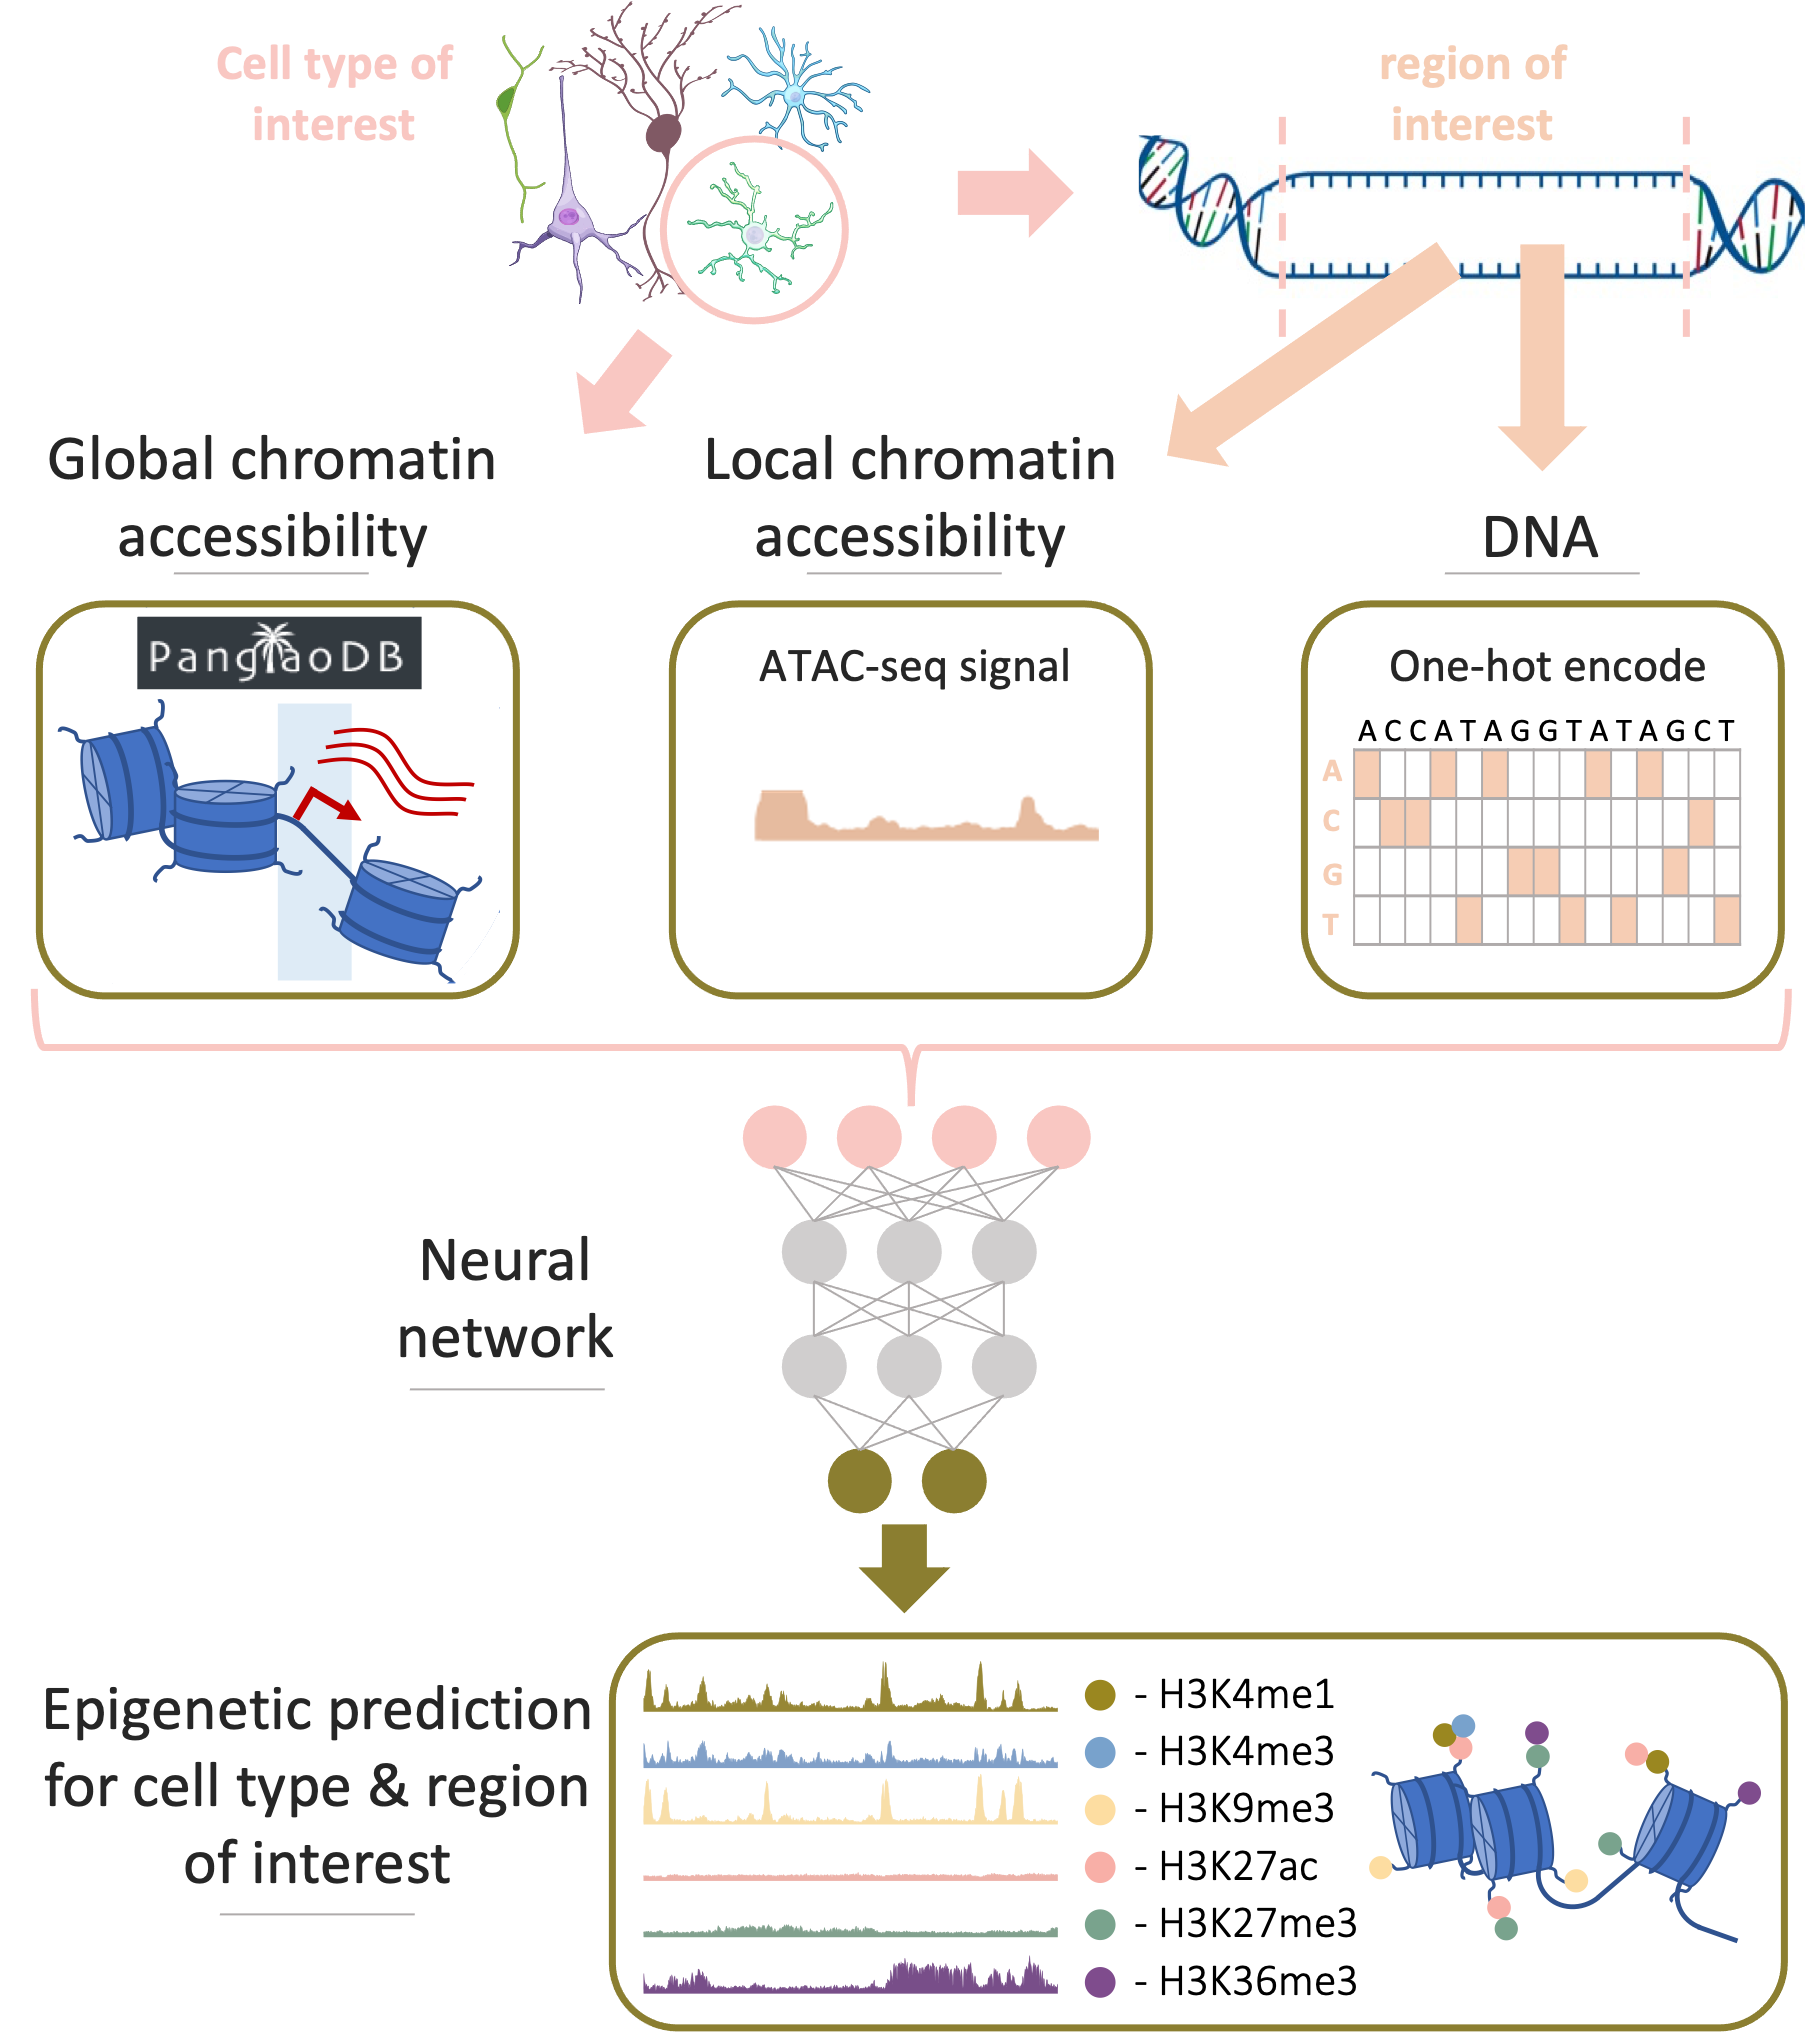 Cell type of
interest
region of
interest
Global chromatin
accessibility
Local chromatin
accessibility
DNA
PanglaoDB
ATAC-seq signal
One-hot encode
A C C A T A G G T A T A G C T
A
C
G
T
Neural
network
Epigenetic prediction
for cell type & region
of interest
- H3K4me1
- H3K4me3
- H3K9me3
- H3K27ac
- H3K27me3
- H3K36me3